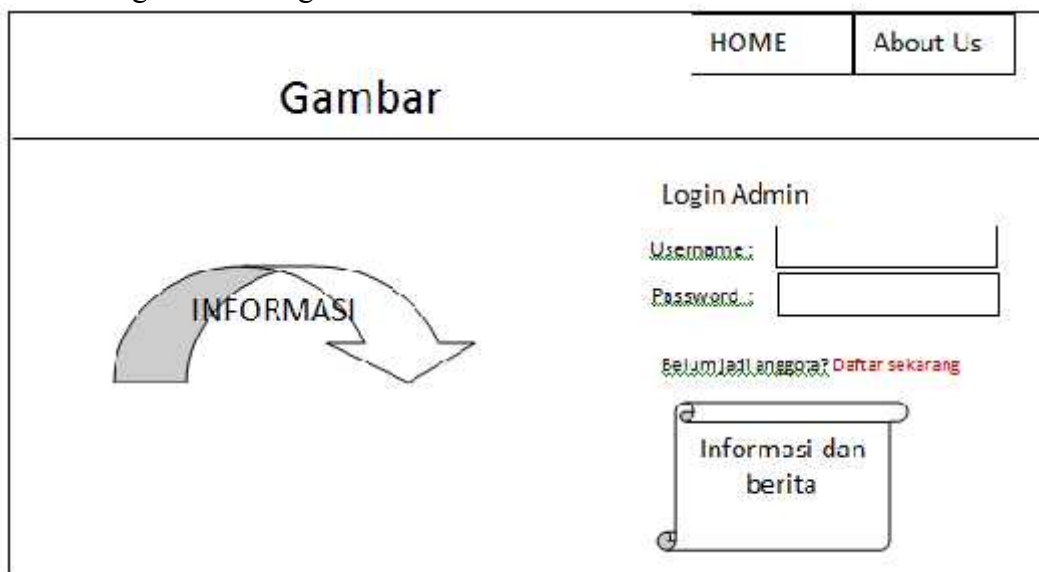 HOME About Us
Gambar
Login Admin
Username :
INFORMASI
Password :
Belum jadi anggota? Daftar sekarang
Informasi dan
berita